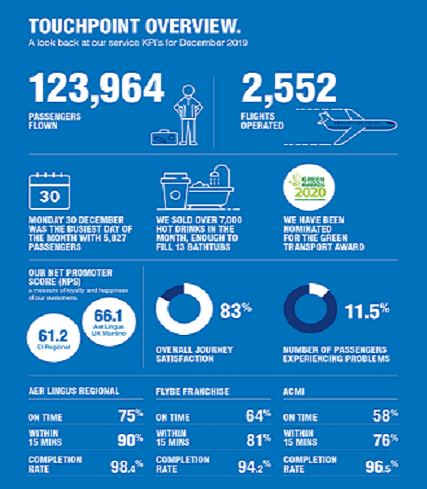 TOUCHPOINT OVERVIEW.
A look back at our service KPI's for December 2019
123,964
PASSENGERS
FLOWN
2,552
FLIGHTS
OPERATED
30
MONDAY 30 DECEMBER
WAS THE BUSIEST DAY OF
THE MONTH WITH 5,827
PASSENGERS
WE SOLD OVER 7,000
HOT DRINKS IN THE
MONTH, ENOUGH TO
FILL 13 BATHTUBS
GREEN
AWARDS
2020
WE HAVE BEEN
NOMINATED
FOR THE GREEN
TRANSPORT AWARD
OUR NET PROMOTER
SCORE (NPS)
a measure of loyalty and happiness
of our customers.
61.2
EI Regional
66.1
Aer Lingus
UK Mainline
83%
OVERALL JOURNEY
SATISFACTION
11.5%
NUMBER OF PASSENGERS
EXPERIENCING PROBLEMS
AER LINGUS REGIONAL
ON TIME 75%
WITHIN
15 MINS 90%
COMPLETION
RATE 98.4%
FLYBE FRANCHISE
ON TIME 64%
WITHIN
15 MINS 81%
COMPLETION
RATE 94.2%
ACMI
ON TIME 58%
WITHIN
15 MINS 76%
COMPLETION
RATE 96.5%